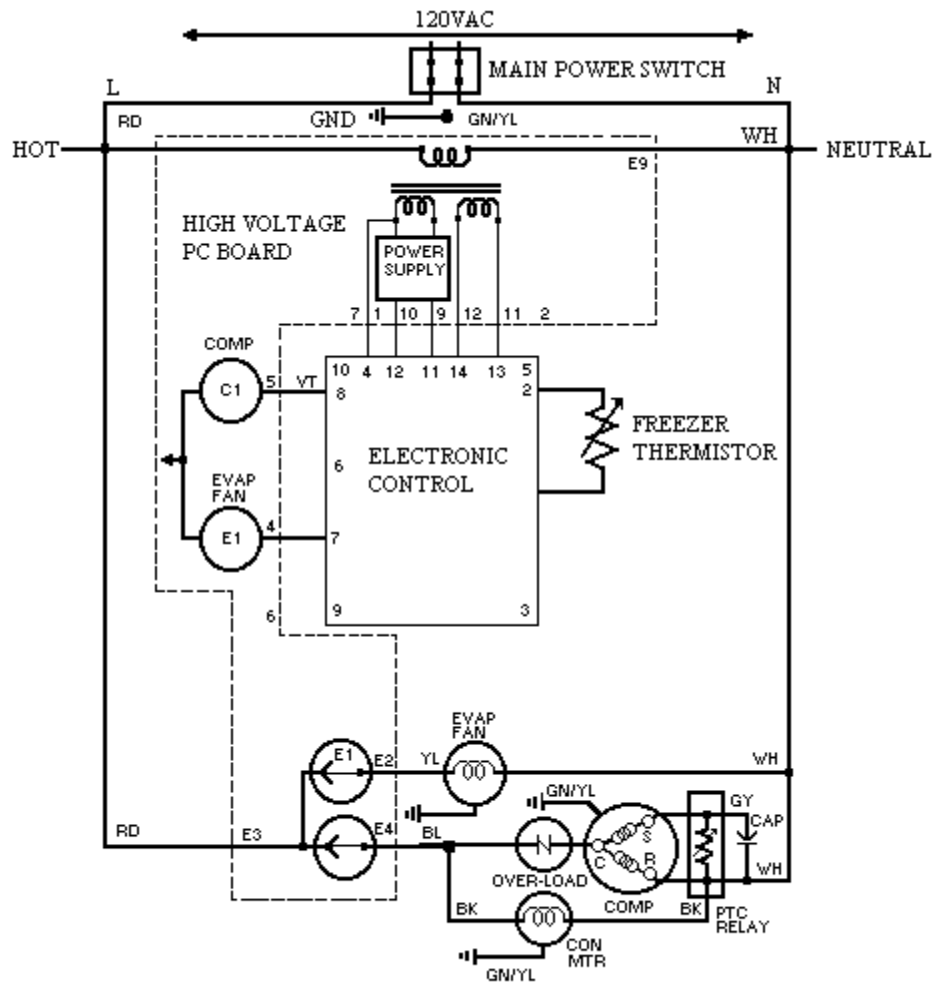 120VAC
MAIN POWER SWITCH
L
N
RD
GND
GN/YL
HOT
WH
NEUTRAL
E9
HIGH VOLTAGE
PC BOARD
POWER
SUPPLY
7 1 10 9 12 11 2
COMP
10 4 12 11 14 13 5
C1
5
VT
8
2
FREEZER
THERMISTOR
6
ELECTRONIC
CONTROL
EVAP
FAN
E1
4
7
9
3
6
EVAP
FAN
E1
E2
YL
WH
GN/YL
GY
CAP
RD
E3
E4
BL
S
C
R
OVER-LOAD
WH
COMP
BK
BK
PTC
RELAY
CON
MTR
GN/YL